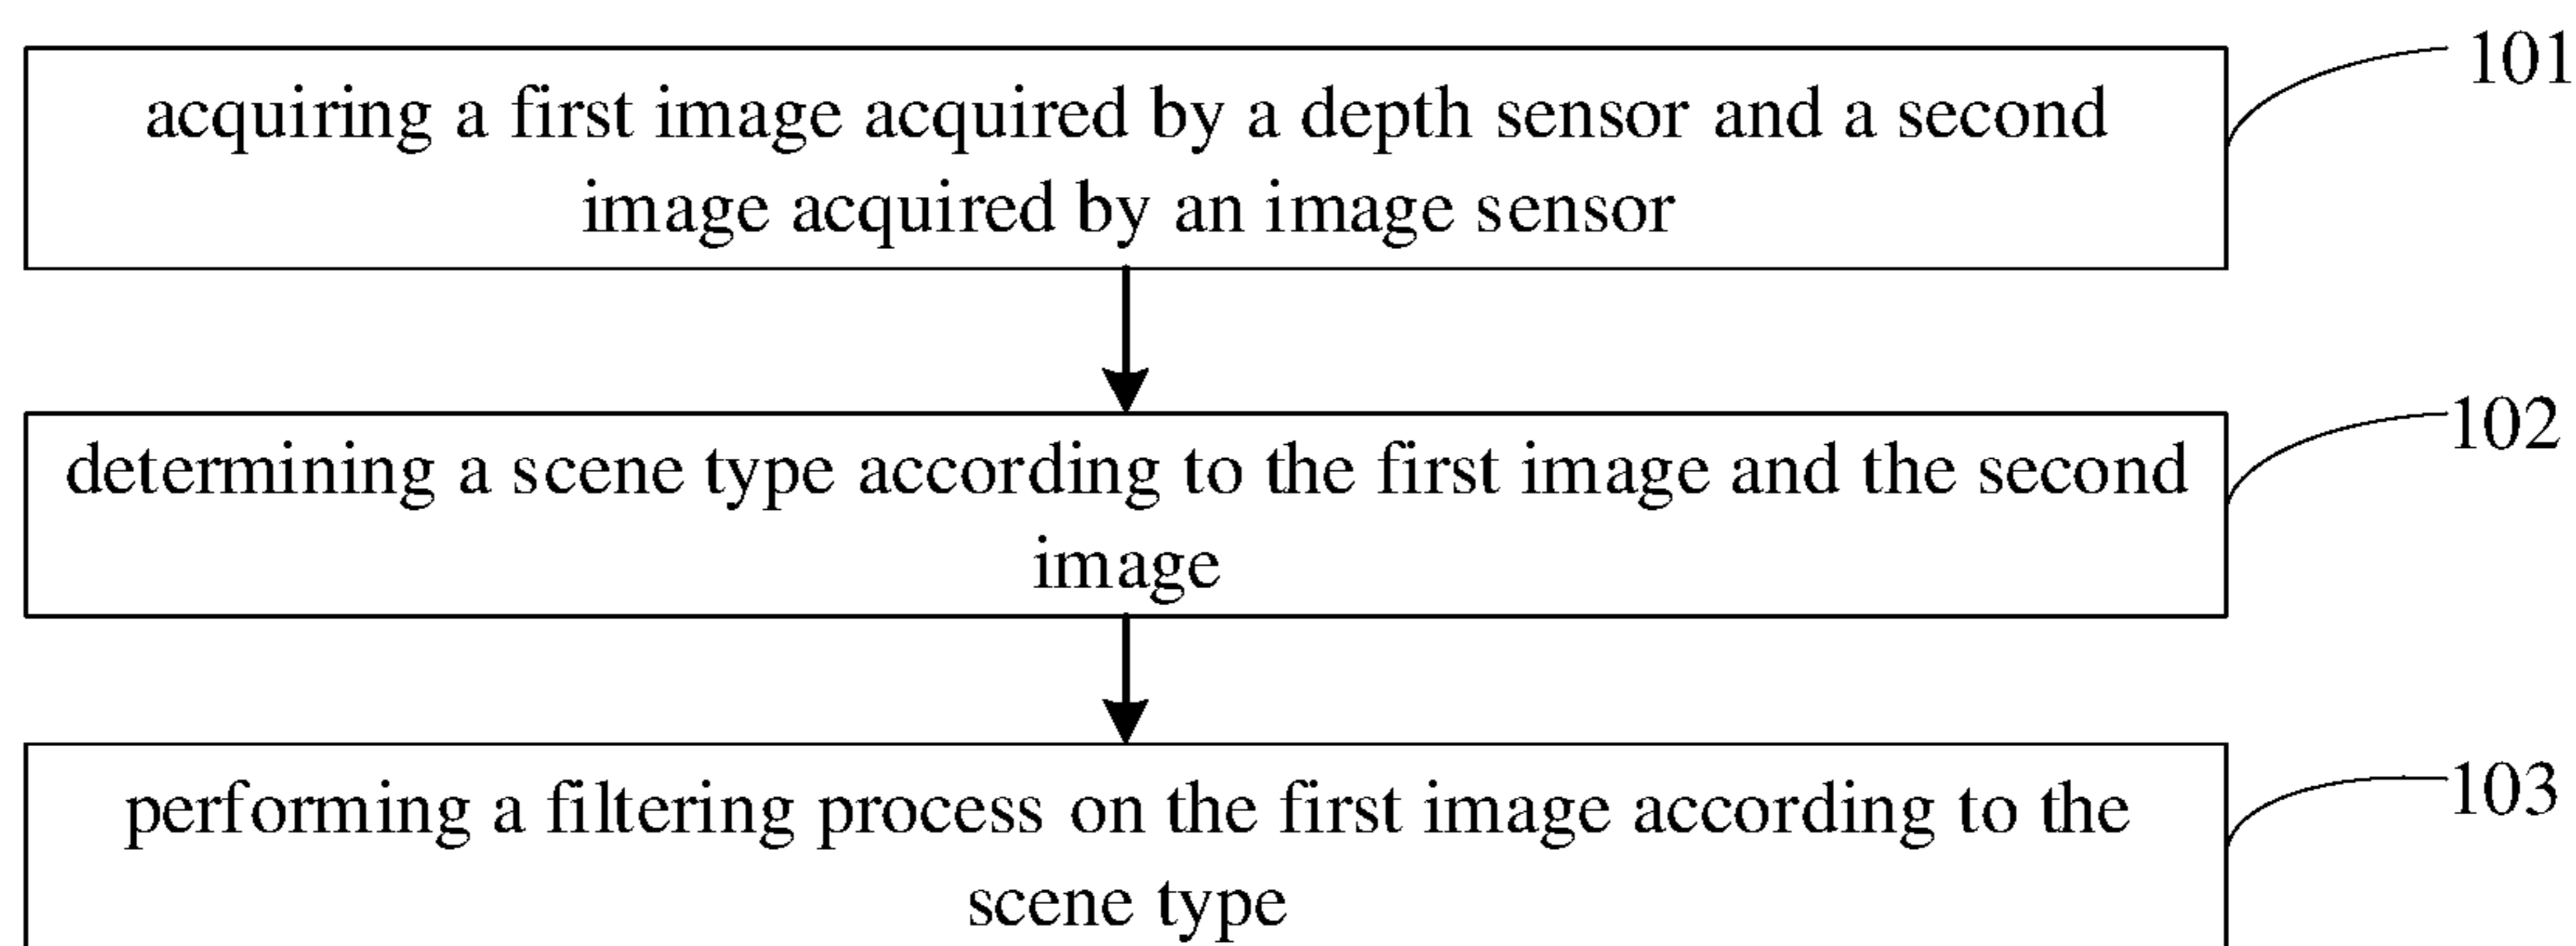 101
acquiring a first image acquired by a depth sensor and a second
image acquired by an image sensor
102
determining a scene type according to the first image and the second
image
103
performing a filtering process on the first image according to the
scene type